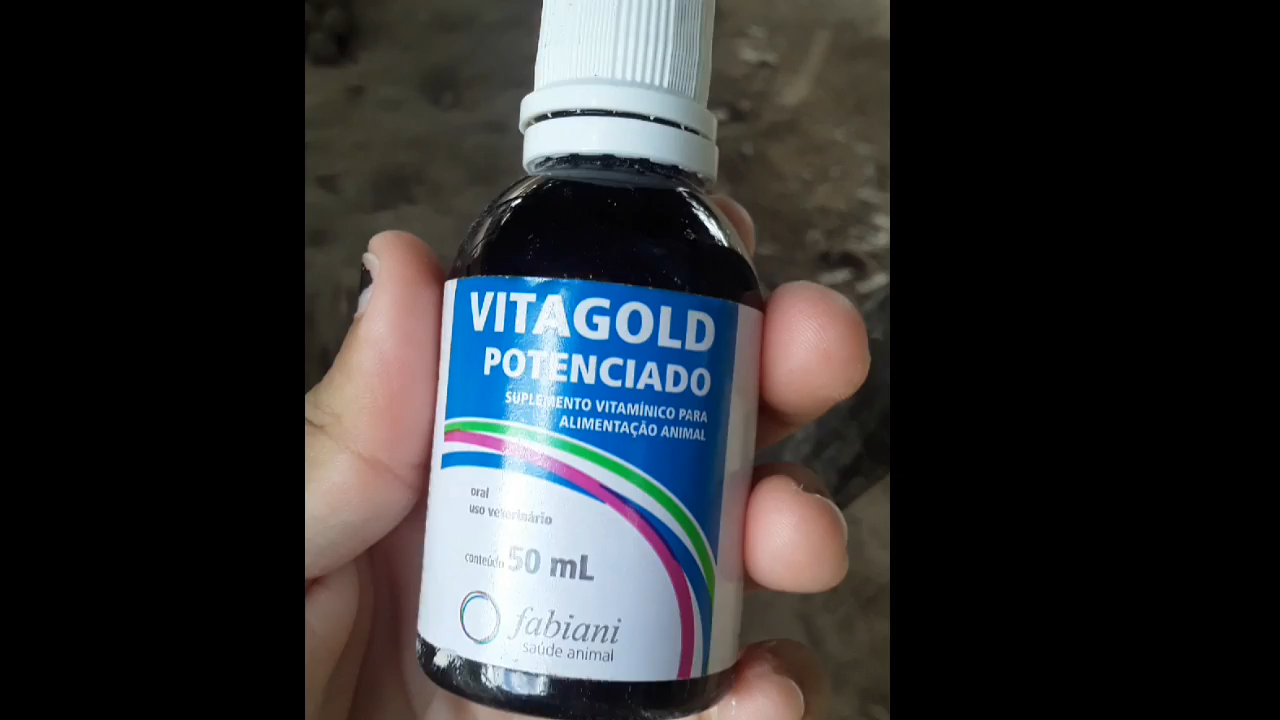 VITAGOLD
POTENCIADO
SUPLEMENTO VITAMÍNICO PARA
ALIMENTAÇÃO ANIMAL
oral
uso veterinário
conteúdo 50 mL
fabiani
saúde animal